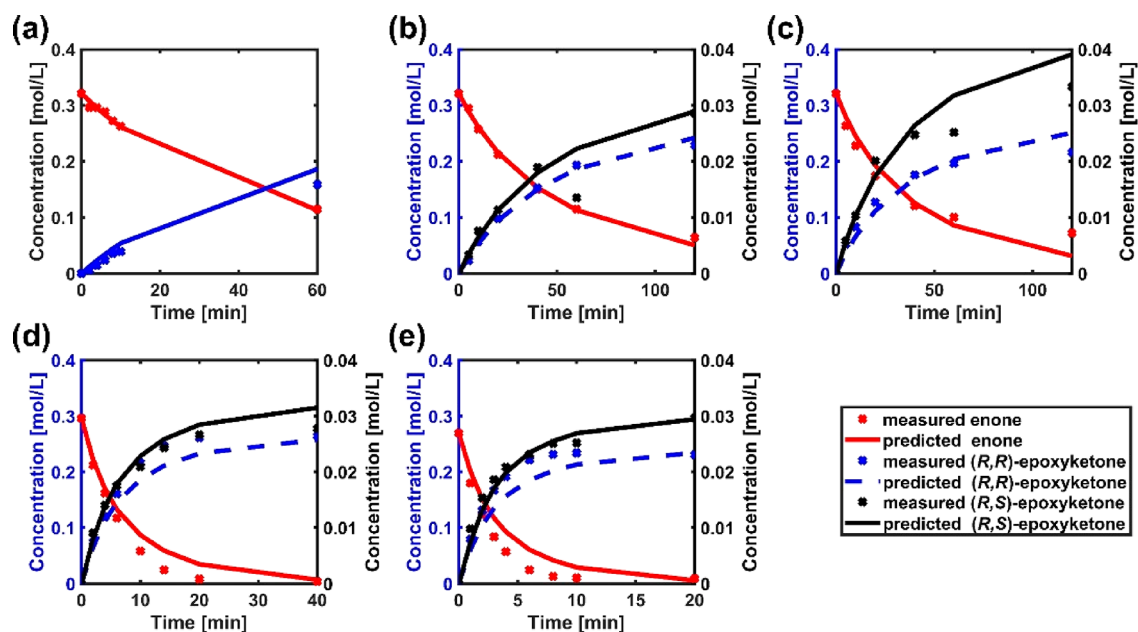 (a)
Concentration [mol/L]
0.4
0.3
0.2
0.1
0
0 20 40 60
Time [min]
(b)
Concentration [mol/L]
0.4
0.3
0.2
0.1
0
0 50 100
Time [min]
0.04
0.03
0.02
0.01
0
Concentration [mol/L]
(c)
Concentration [mol/L]
0.4
0.3
0.2
0.1
0
0 50 100
Time [min]
0.04
0.03
0.02
0.01
0
Concentration [mol/L]
(d)
Concentration [mol/L]
0.4
0.3
0.2
0.1
0
0 10 20 30 40
Time [min]
0.04
0.03
0.02
0.01
0
Concentration [mol/L]
(e)
Concentration [mol/L]
0.4
0.3
0.2
0.1
0
0 5 10 15 20
Time [min]
0.04
0.03
0.02
0.01
0
Concentration [mol/L]
measured enone
predicted enone
measured (R,R)-epoxyketone
predicted (R,R)-epoxyketone
measured (R,S)-epoxyketone
predicted (R,S)-epoxyketone